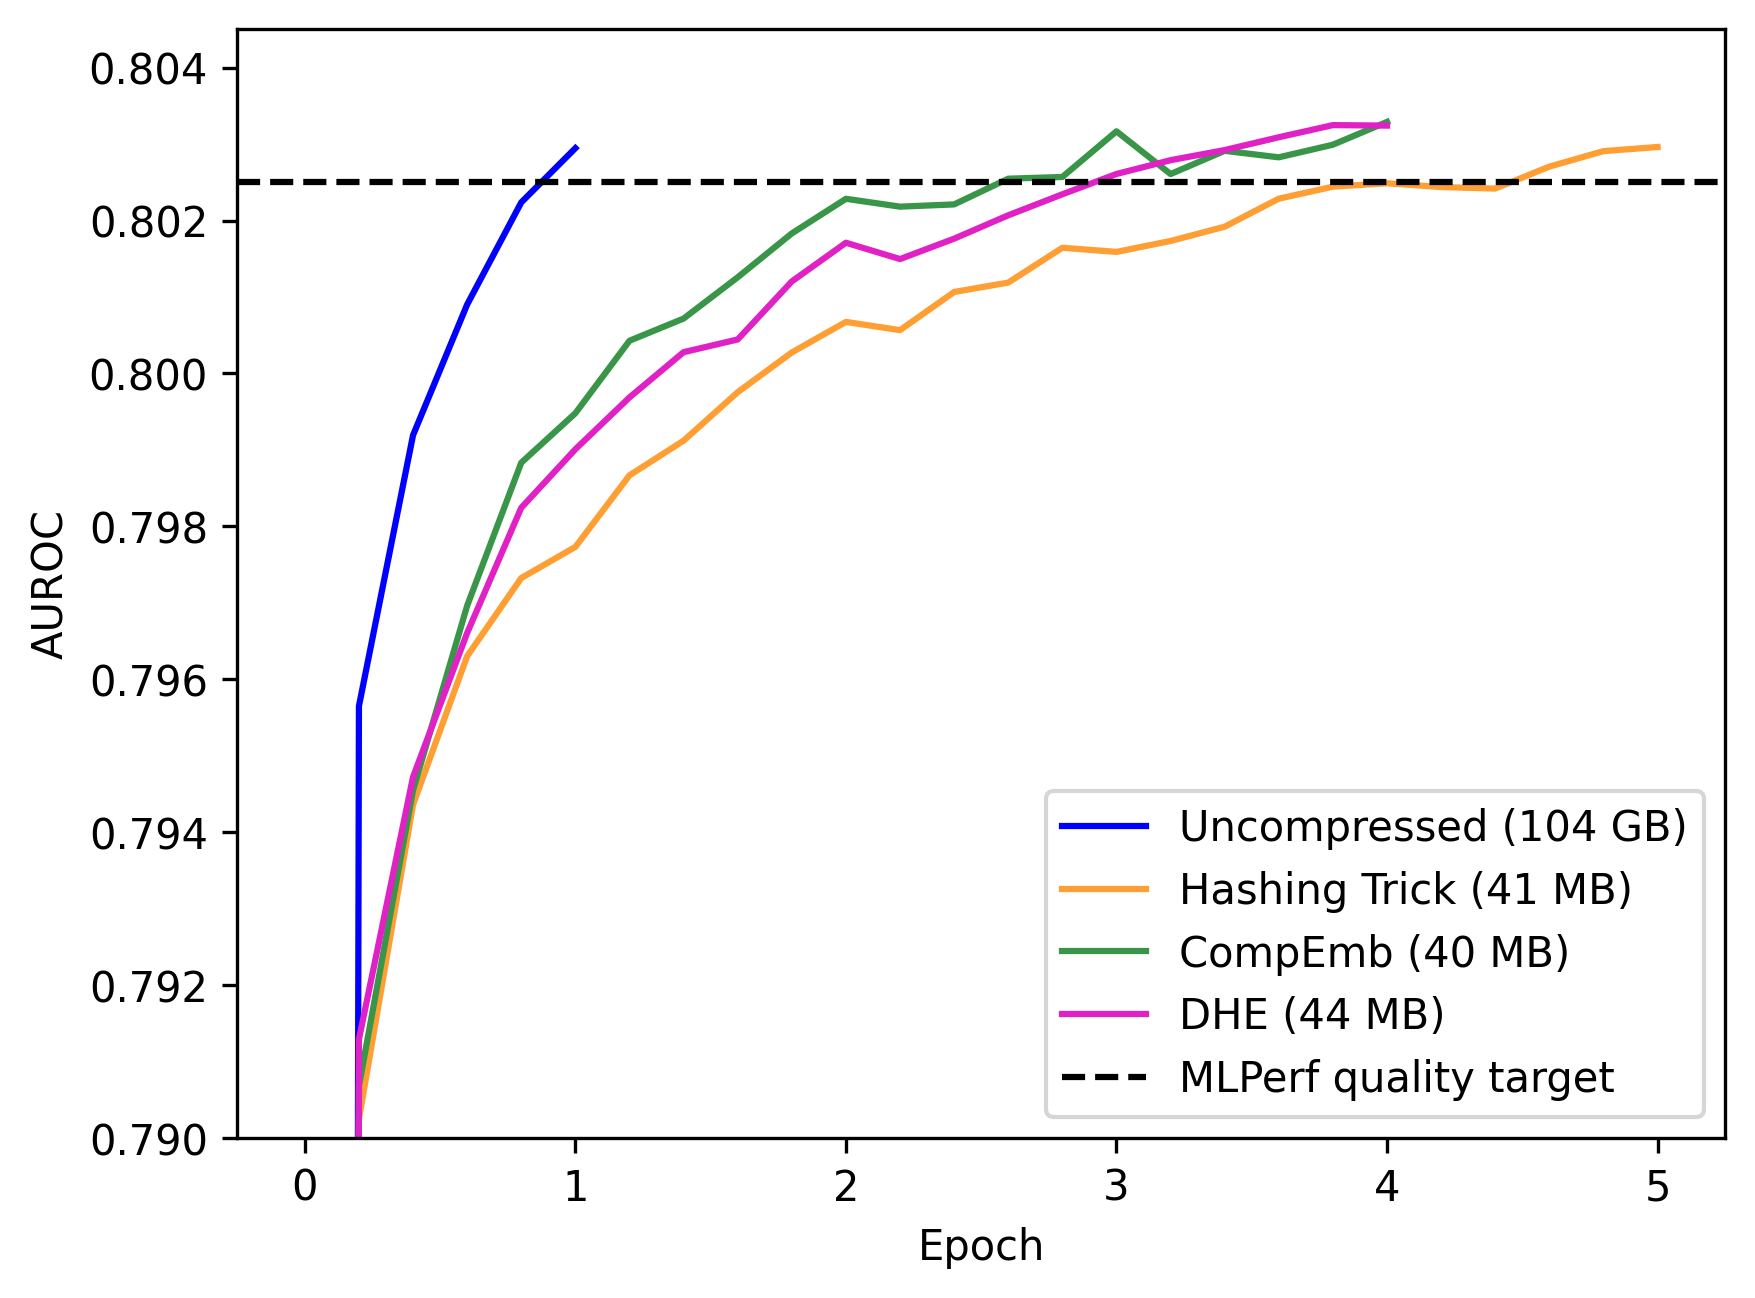 0.804
0.802
0.800
0.798
0.796
0.794
0.792
0.790
AUROC
0 1 2 3 4 5
Epoch
Uncompressed (104 GB)
Hashing Trick (41 MB)
CompEmb (40 MB)
DHE (44 MB)
MLPerf quality target